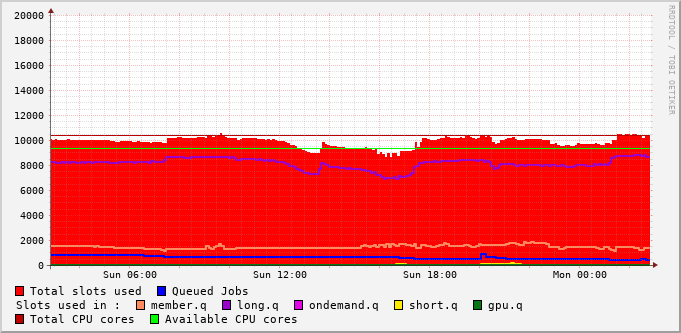 20000
18000
16000
14000
12000
10000
8000
6000
4000
2000
0
Sun 06:00 Sun 12:00 Sun 18:00 Mon 00:00
Total slots used Queued Jobs
Slots used in : member.q long.q ondemand.q short.q gpu.q
Total CPU cores Available CPU cores
RRDTOOL / TOBI OETIKER